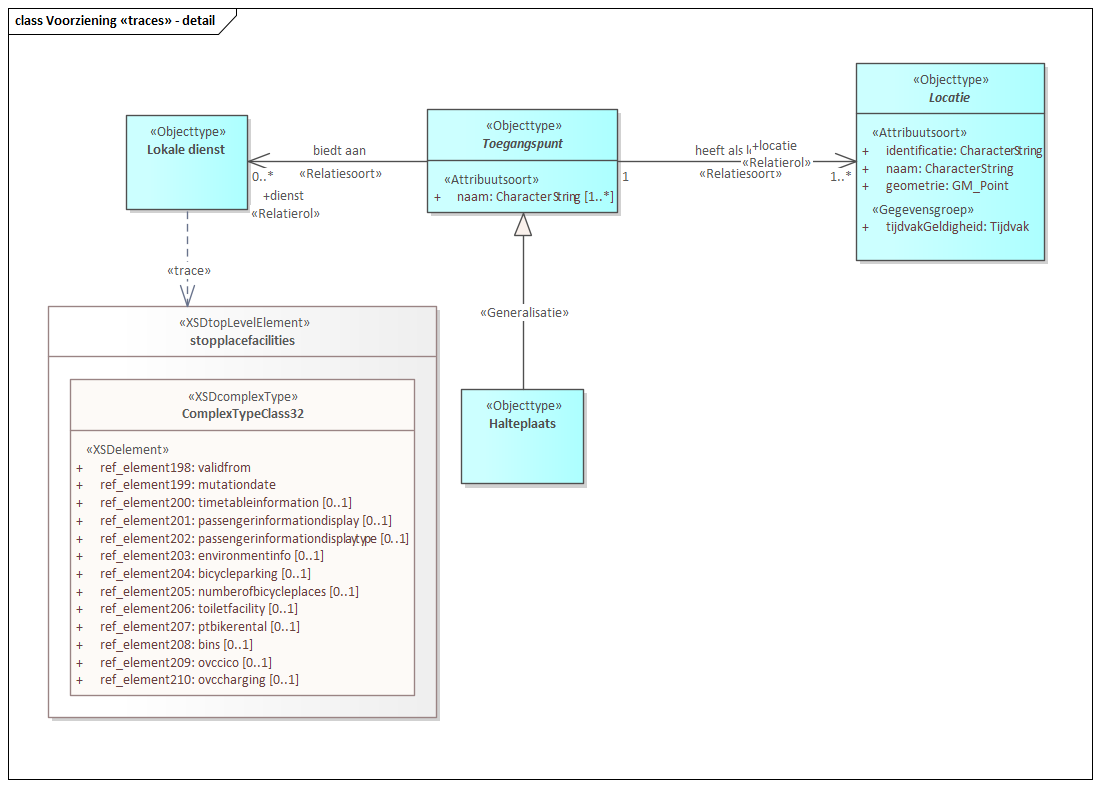 class Voorziening «traces» - detail
«Objecttype»
Lokale dienst
biedt aan
«Relatiesoort»
0..*
+dienst
«Relatierol»
«Objecttype»
Toegangspunt
«Attribuutsoort»
+ naam: CharacterString [1..*]
heeft als
+locatie
«Relatierol»
«Relatiesoort»
1
1..*
«Objecttype»
Locatie
«Attribuutsoort»
+ identificatie: CharacterString
+ naam: CharacterString
+ geometrie: GM_Point
«Gegevensgroep»
+ tijdvakGeldigheid: Tijdvak
«trace»
«Generalisatie»
«Objecttype»
Halteplaats
«XSDtopLevelElement»
stopplacefacilities
«XSDcomplexType»
ComplexTypeClass32
«XSDelement»
+ ref_element198: validfrom
+ ref_element199: mutationdate
+ ref_element200: timetableinformation [0..1]
+ ref_element201: passengerinformationdisplay [0..1]
+ ref_element202: passengerinformationdisplaytype [0..1]
+ ref_element203: environmentinfo [0..1]
+ ref_element204: bicycleparking [0..1]
+ ref_element205: numberofbicycleplaces [0..1]
+ ref_element206: toiletfacility [0..1]
+ ref_element207: ptbikerental [0..1]
+ ref_element208: bins [0..1]
+ ref_element209: ovccico [0..1]
+ ref_element210: ovccharging [0..1]